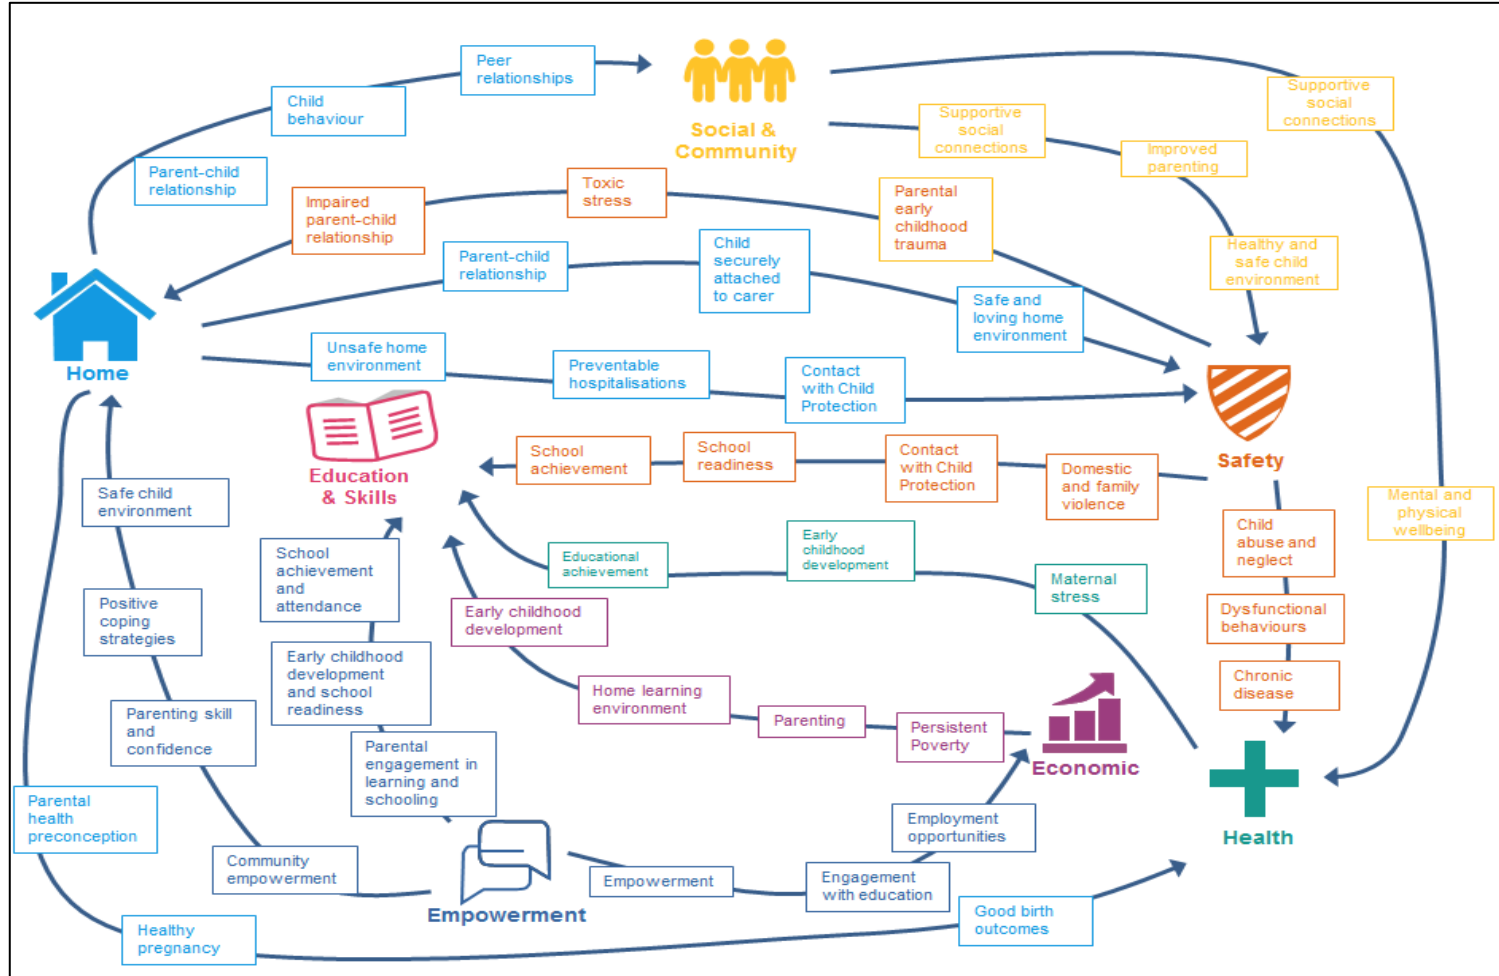 Peer
relationships
Child
behaviour
Parent-child
relationship
Social &
Community
Supportive
social
connections
Supportive
social
connections
Improved
parenting
Healthy and
safe child
environment
Mental and
physical
wellbeing
Impaired
parent-child
relationship
Toxic
stress
Parental
early
childhood
trauma
Parent-child
relationship
Child
securely
attached
to carer
Safe and
loving home
environment
Home
Unsafe home
environment
Preventable
hospitalisations
Contact
with Child
Protection
Safety
Education
& Skills
School
achievement
School
readiness
Contact
with Child
Protection
Domestic
and family
violence
Safe child
environment
Positive
coping
strategies
Parenting skill
and
confidence
Community
empowerment
School
achievement
and
attendance
Early childhood
development
and school
readiness
Parental
engagement in
learning and
schooling
Educational
achievement
Early
childhood
development
Maternal
stress
Child
abuse and
neglect
Dysfunctional
behaviours
Chronic
disease
Early childhood
development
Home learning
environment
Parenting
Persistent
Poverty
Economic
Health
Employment
opportunities
Engagement
with education
Empowerment
Empowerment
Parental
health
preconception
Healthy
pregnancy
Good birth
outcomes